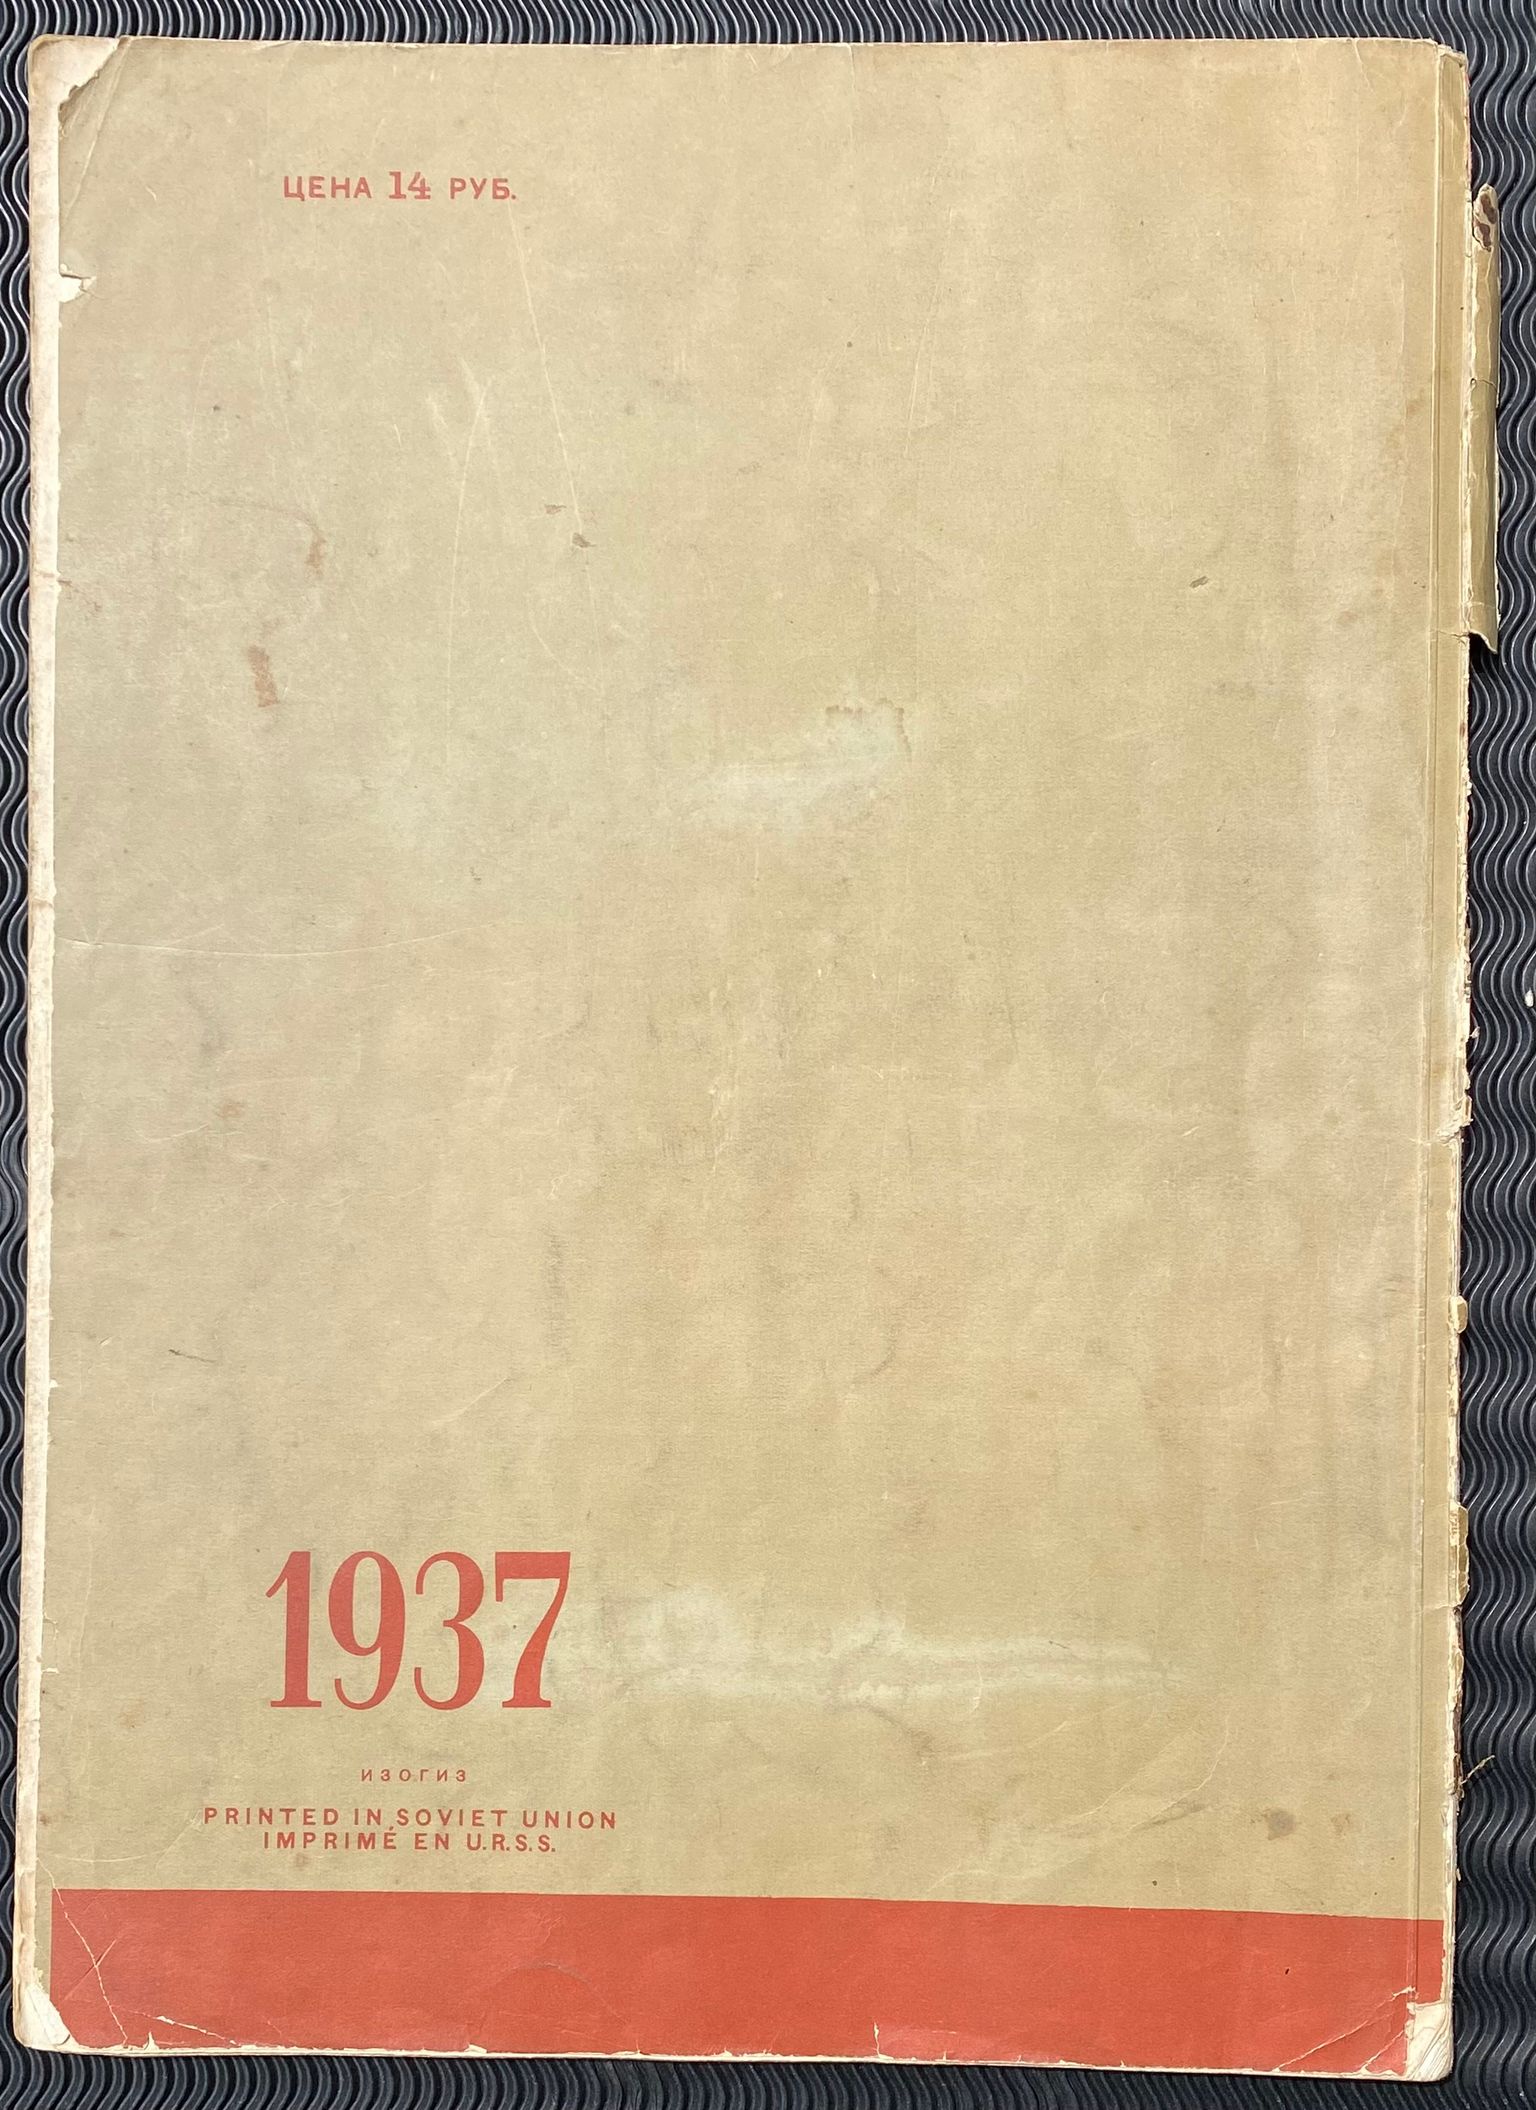 ЦЕНА 14 РУБ.
1937
ИЗОГИЗ
PRINTED IN SOVIET UNION
IMPRIMÉ EN U.R.S.S.